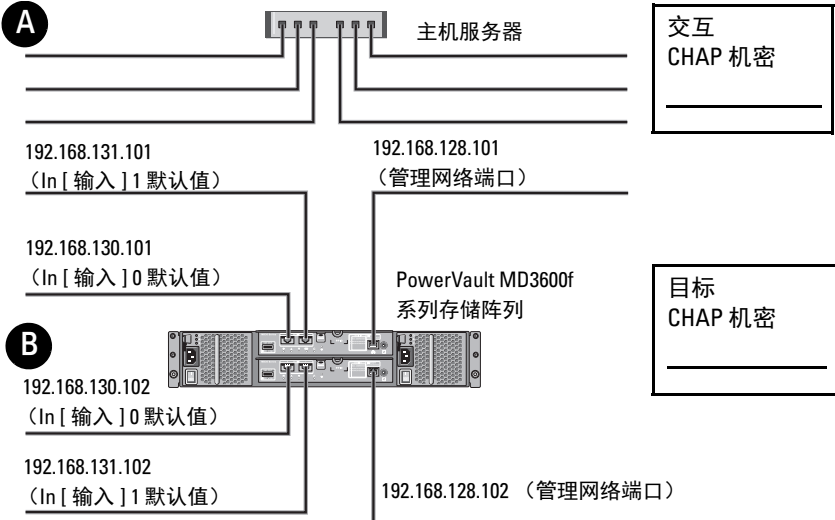 A
主机服务器
交互
CHAP 机密
192.168.131.101
（In [ 输入 ] 1 默认值）
192.168.128.101
（管理网络端口）
192.168.130.101
（In [ 输入 ] 0 默认值）
PowerVault MD3600f
系列存储阵列
目标
CHAP 机密
B
192.168.130.102
（In [ 输入 ] 0 默认值）
192.168.131.102
（In [ 输入 ] 1 默认值）
192.168.128.102 （管理网络端口）